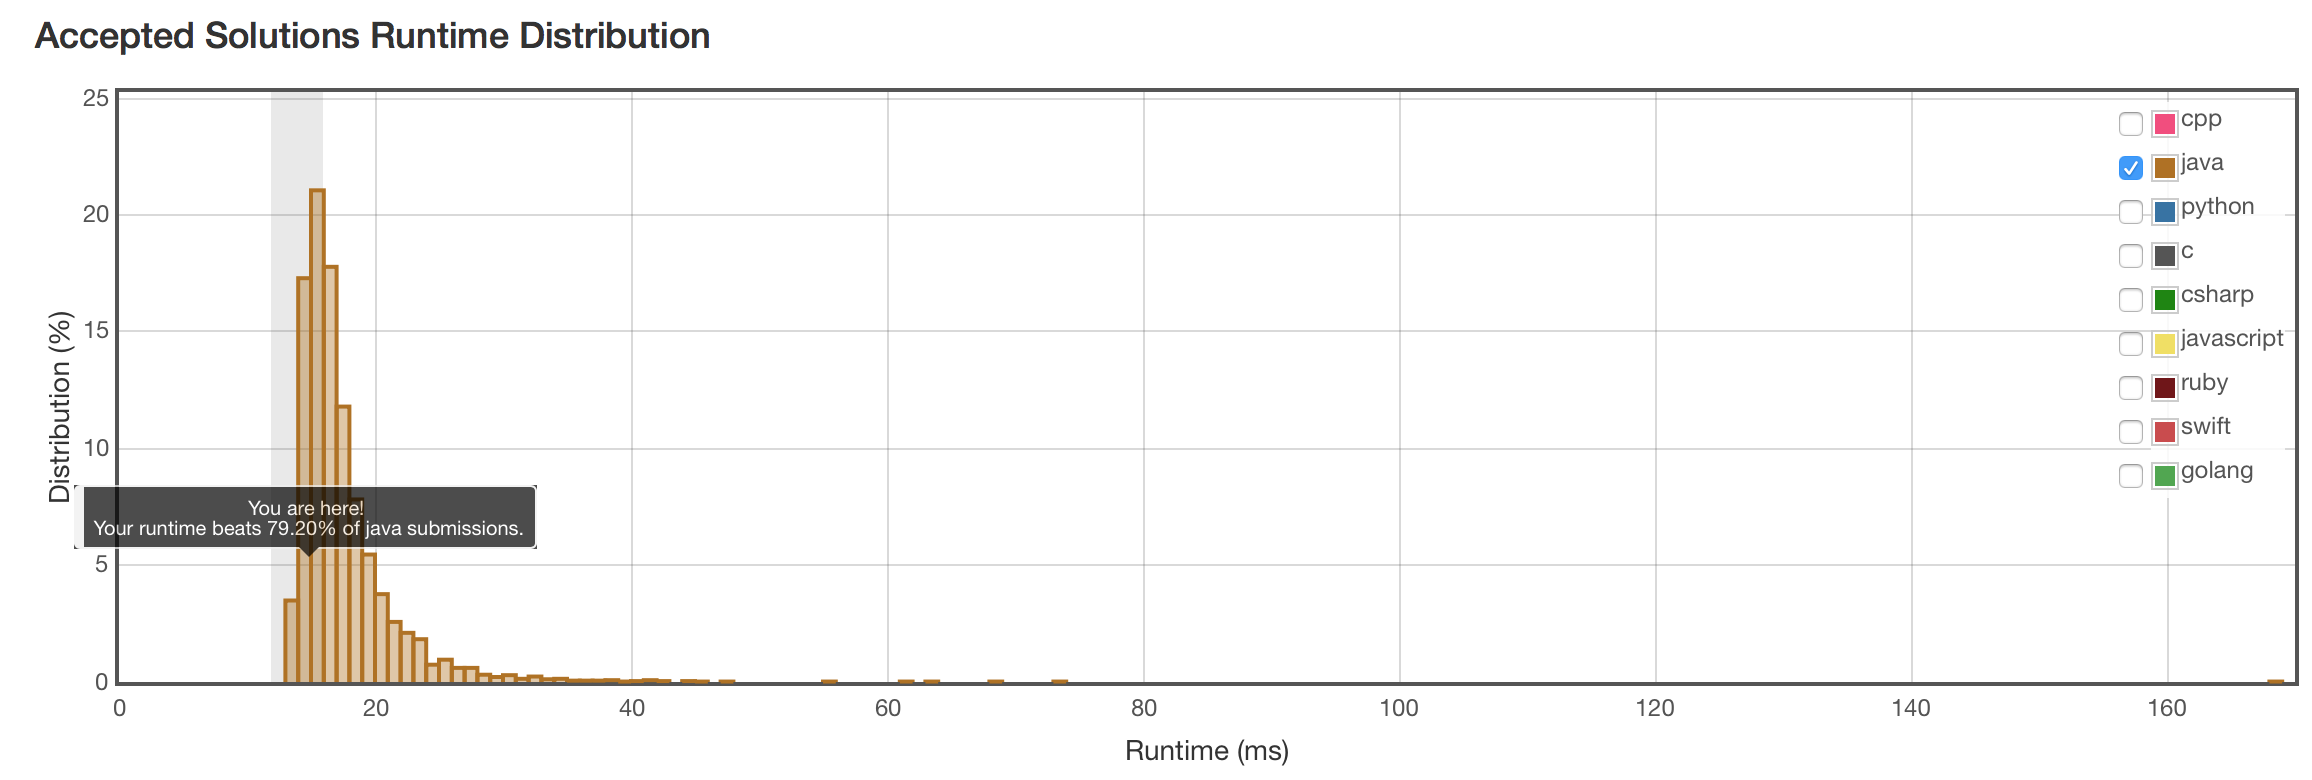 Accepted Solutions Runtime Distribution
25
20
15
10
5
0
Distribution (%)
You are here!
Your runtime beats 79.20% of java submissions.
cpp
java
python
c
csharp
javascript
ruby
swift
golang
0 20 40 60 80 100 120 140 160
Runtime (ms)